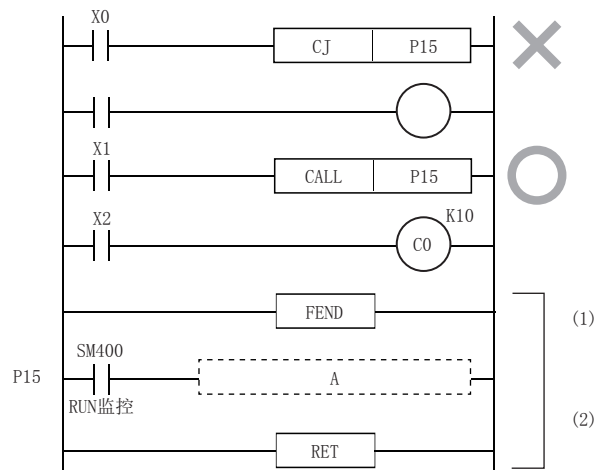 X0
CJ P15
X1
CALL P15
X2
K10
C0
FEND
(1)
SM400
P15
A
RUN监控
(2)
RET